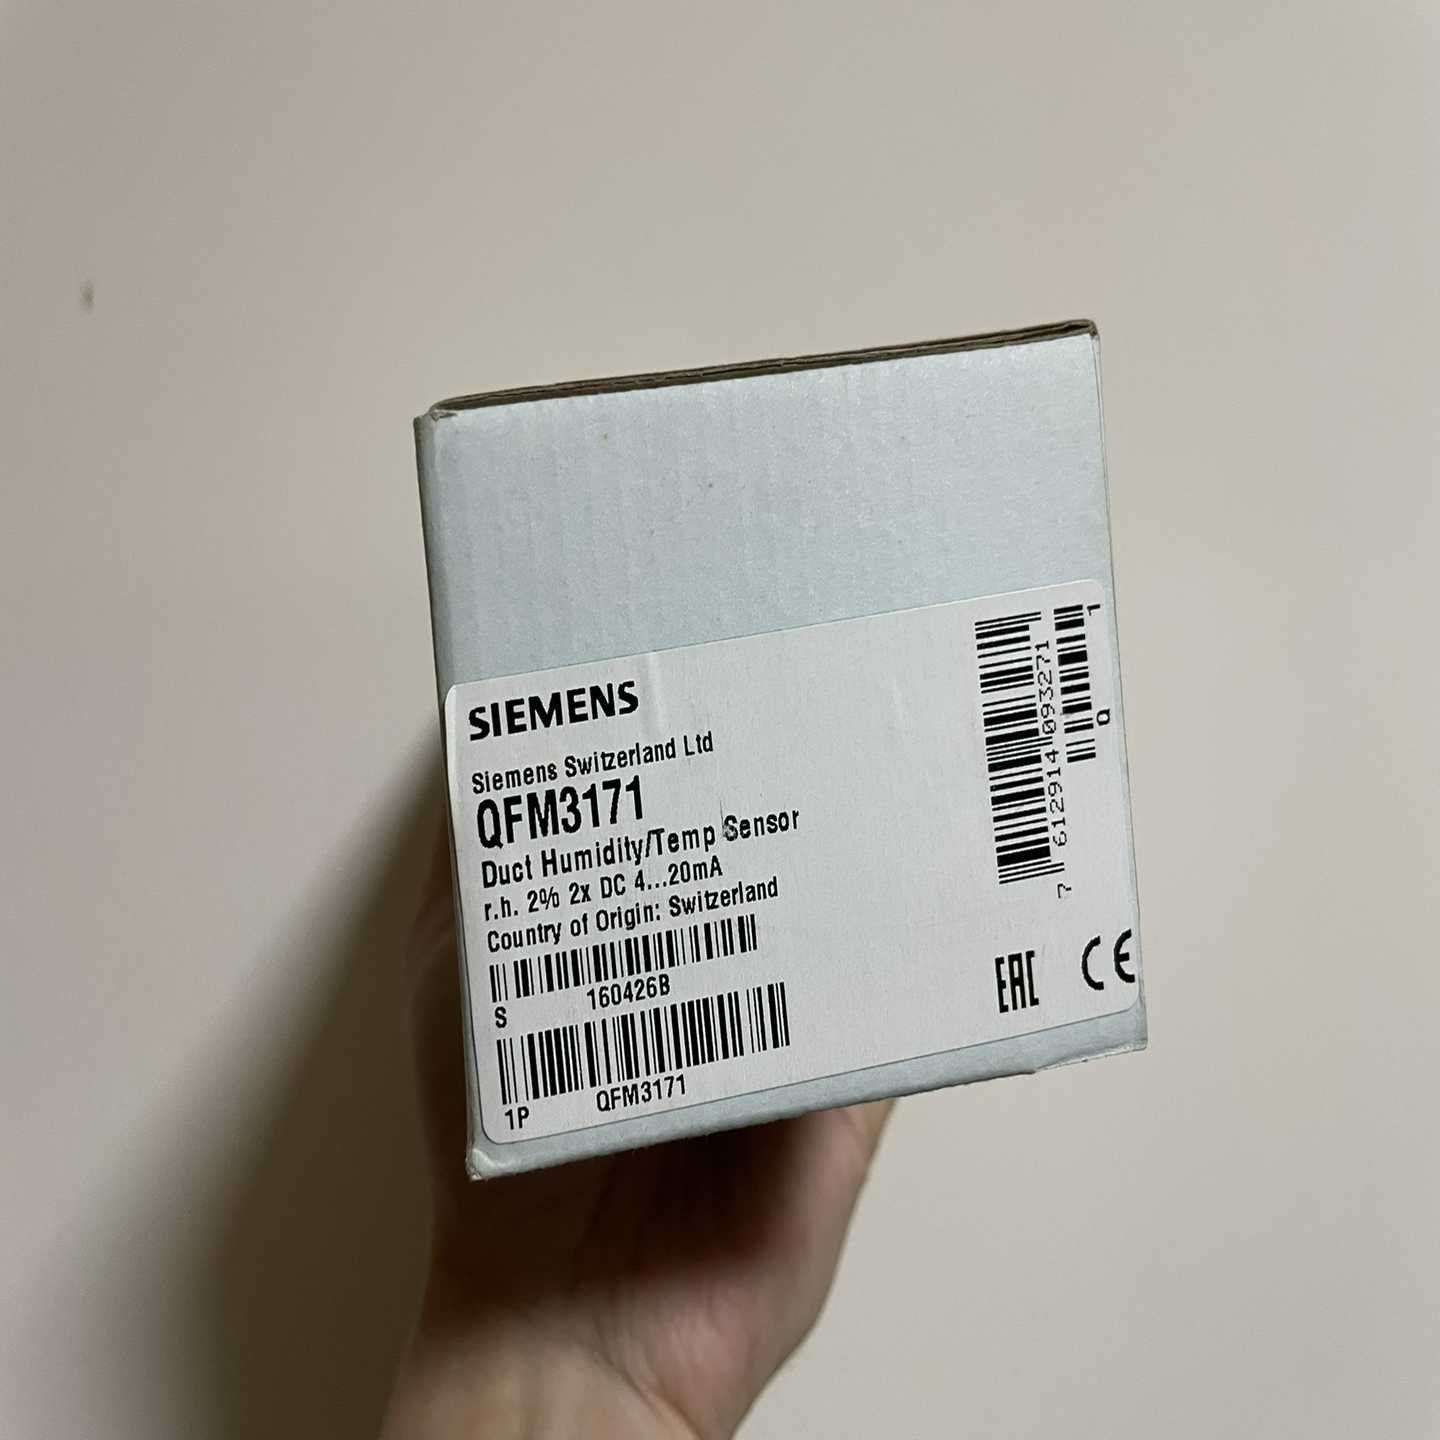 SIEMENS
Siemens Switzerland Ltd
QFM3171
Duct Humidity/Temp Sensor
r.h. 2% 2x DC 4...20mA
Country of Origin: Switzerland
S 160426B
1P QFM3171
7 612914 093271
Q 1
EAC CE